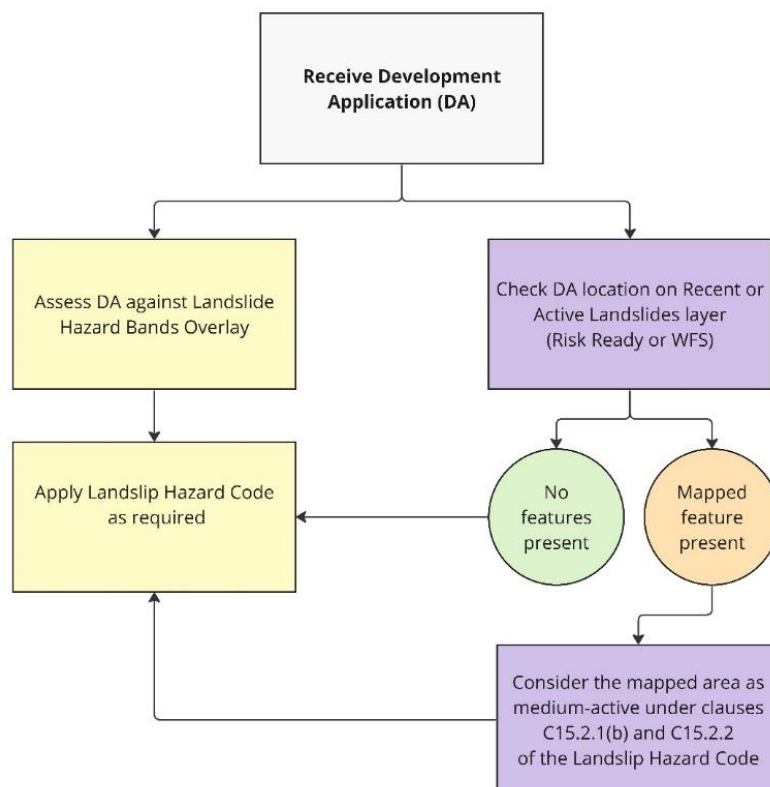 Receive Development
Application (DA)
Assess DA against Landslide
Hazard Bands Overlay
Check DA location on Recent or
Active Landslides layer
(Risk Ready or WFS)
Apply Landslip Hazard Code
as required
No
features
present
Mapped
feature
present
Consider the mapped area as
medium-active under clauses
C15.2.1(b) and C15.2.2
of the Landslip Hazard Code